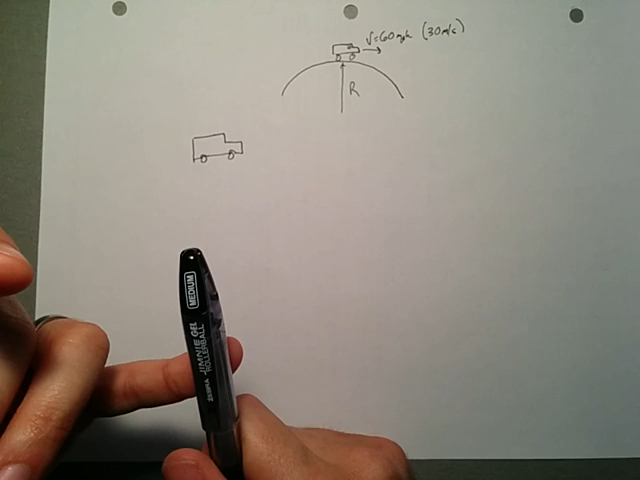 V=60mph (30m/s)
R
MEDIUM
ZEBRA JIMNIE GEL
ROLLERBALL